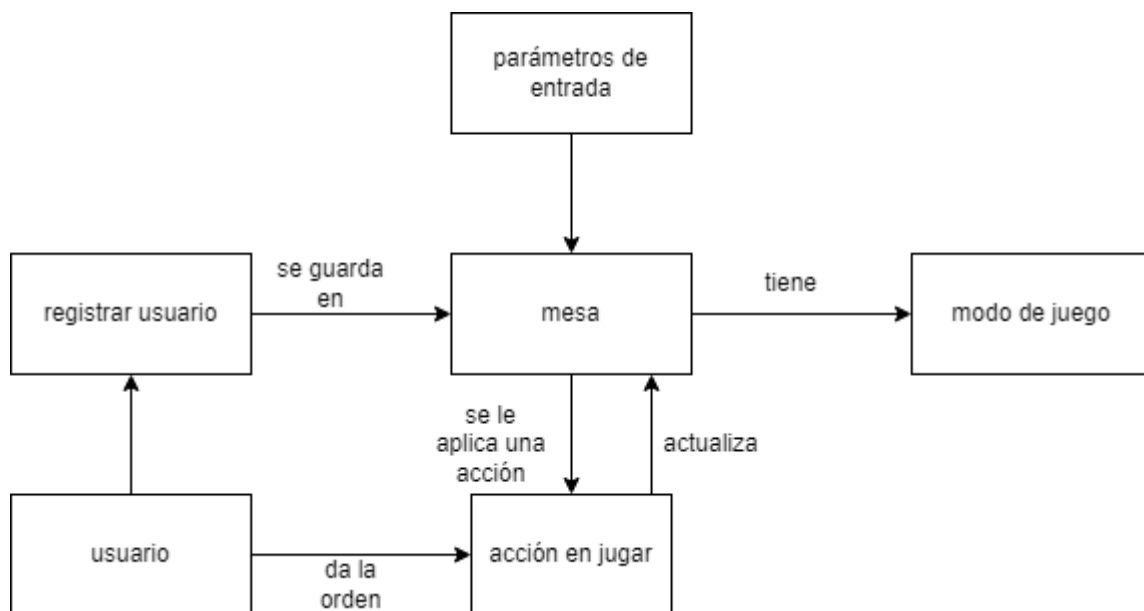 parámetros de
entrada
registrar usuario
se guarda
en
mesa
tiene
modo de juego
se le
aplica una
acción
actualiza
usuario
da la
orden
acción en jugar